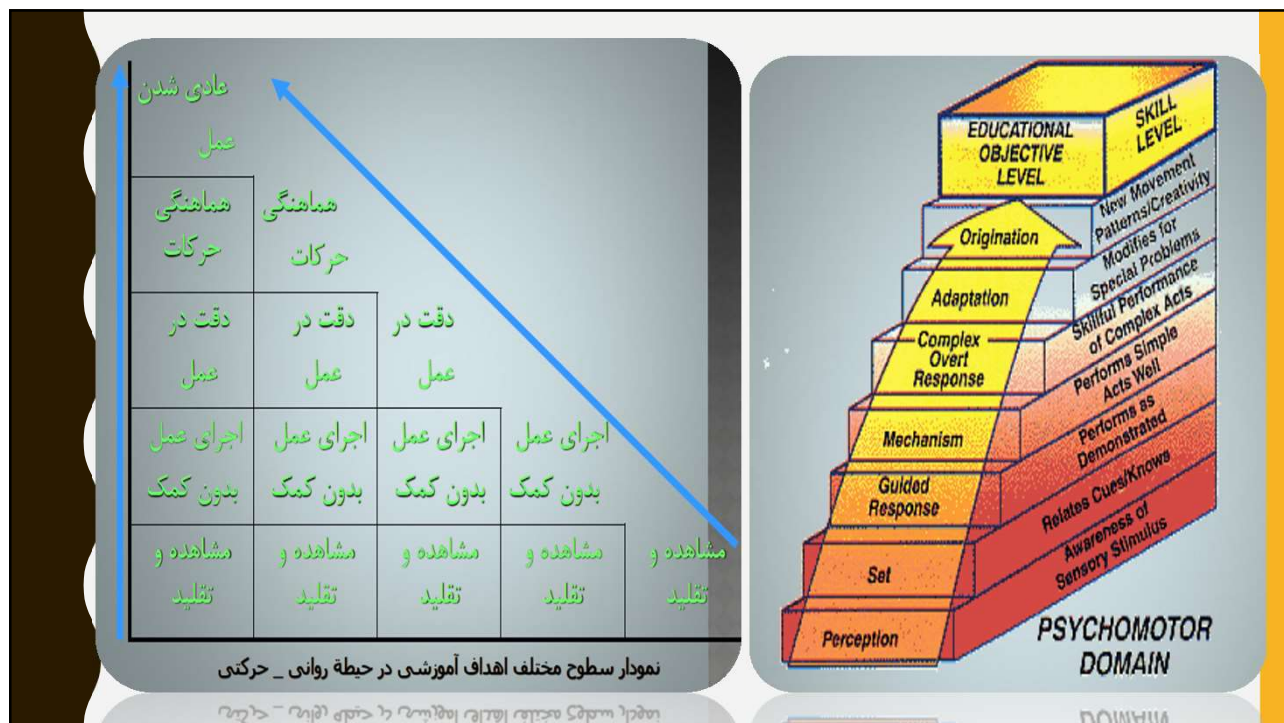 عادی شدن
عمل
هماهنگی
حرکات
هماهنگی
حرکات
دقت در
عمل
دقت در
عمل
دقت در
عمل
اجرای عمل
بدون کمک
اجرای عمل
بدون کمک
اجرای عمل
بدون کمک
اجرای عمل
بدون کمک
مشاهده و
تقلید
مشاهده و
تقلید
مشاهده و
تقلید
مشاهده و
تقلید
مشاهده و
تقلید
نمودار سطوح مختلف اهداف آموزشی در حیطة روانی _ حرکتی
EDUCATIONAL
OBJECTIVE
LEVEL
SKILL
LEVEL
Origination
New Movement
Patterns/Creativity
Adaptation
Modifies for
Special Problems
Complex
Overt
Response
Skillful Performance
of Complex Acts
Mechanism
Performs Simple
Acts Well
Guided
Response
Performs as
Demonstrated
Set
Relates Cues/Knows
Perception
Awareness of
Sensory Stimulus
PSYCHOMOTOR
DOMAIN